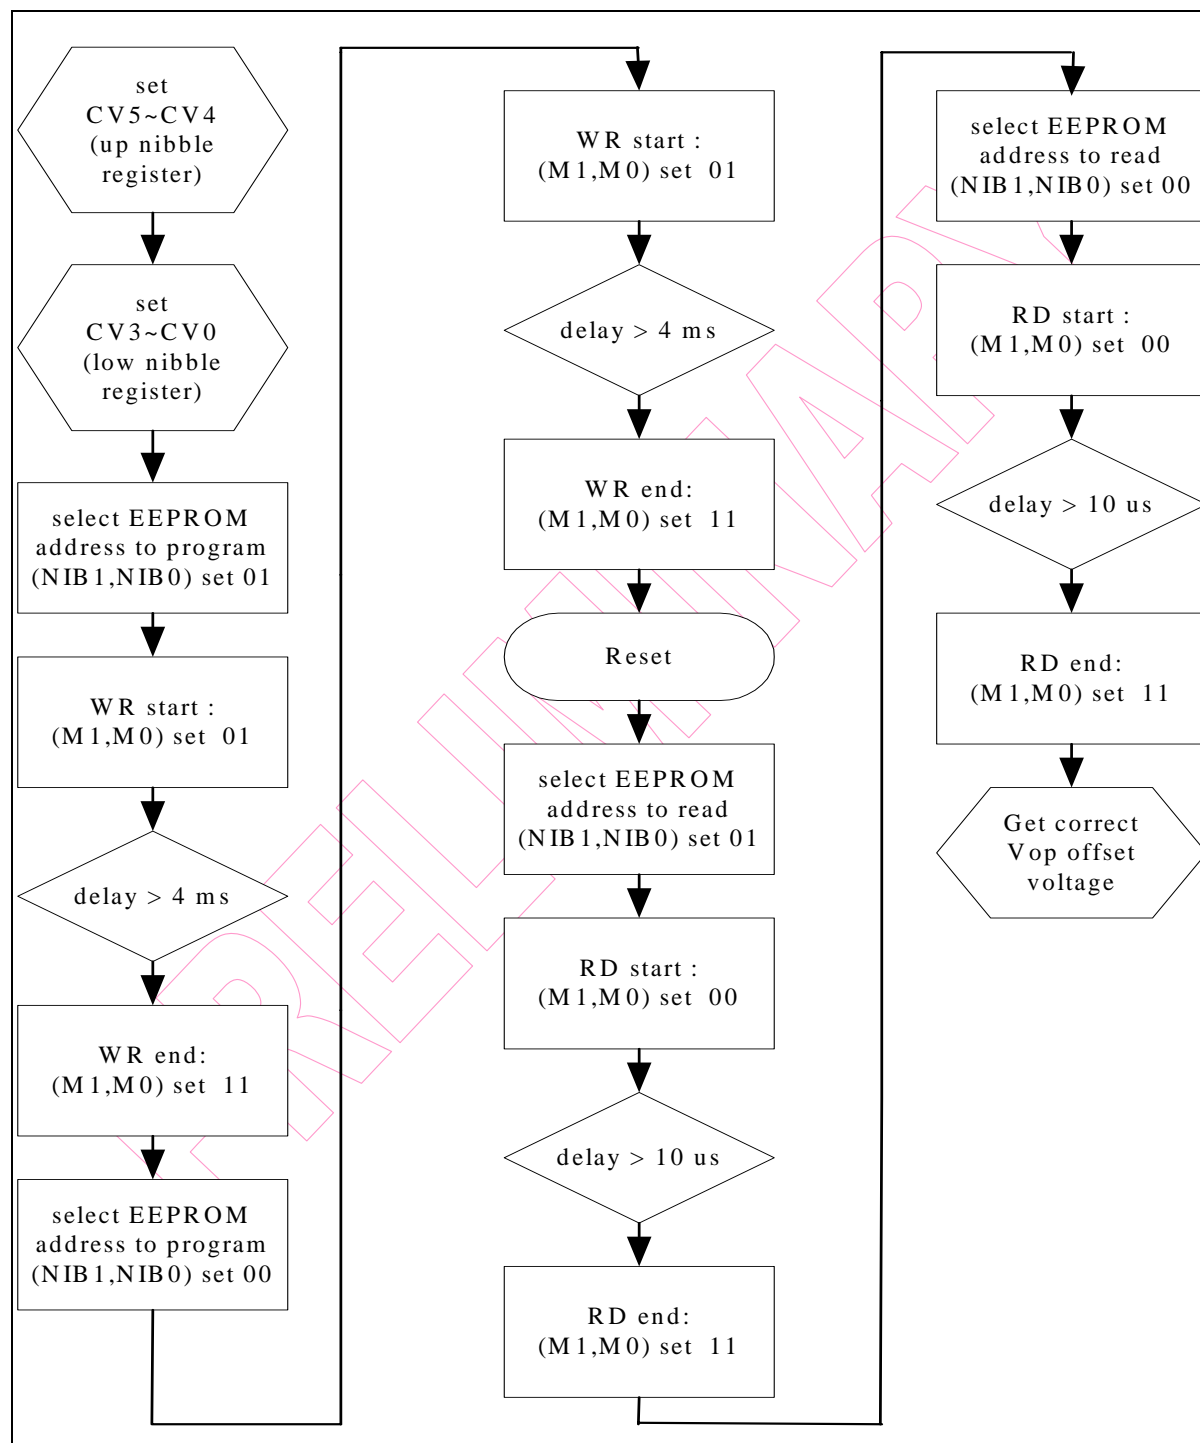 set
CV5~CV4
(up nibble
register)
set
CV3~CV0
(low nibble
register)
select EEPROM
address to program
(NIB1,NIB0) set 01
WR start :
(M1,M0) set 01
delay > 4 ms
WR end:
(M1,M0) set 11
select EEPROM
address to program
(NIB1,NIB0) set 00
WR start :
(M1,M0) set 01
delay > 4 ms
WR end:
(M1,M0) set 11
Reset
select EEPROM
address to read
(NIB1,NIB0) set 01
RD start :
(M1,M0) set 00
delay > 10 us
RD end:
(M1,M0) set 11
select EEPROM
address to read
(NIB1,NIB0) set 00
RD start :
(M1,M0) set 00
delay > 10 us
RD end:
(M1,M0) set 11
Get correct
Vop offset
voltage
PRELIMINARY